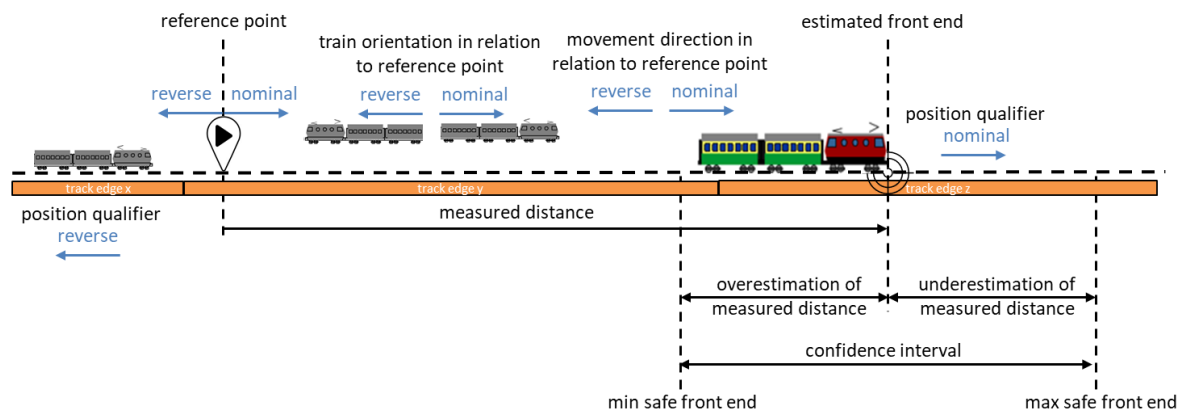 reference point
estimated front end
train orientation in relation
to reference point
movement direction in
relation to reference point
reverse nominal
reverse nominal
reverse nominal
position qualifier
nominal
track edge x
track edge y
track edge z
position qualifier
reverse
measured distance
overestimation of
measured distance
underestimation of
measured distance
confidence interval
min safe front end
max safe front end